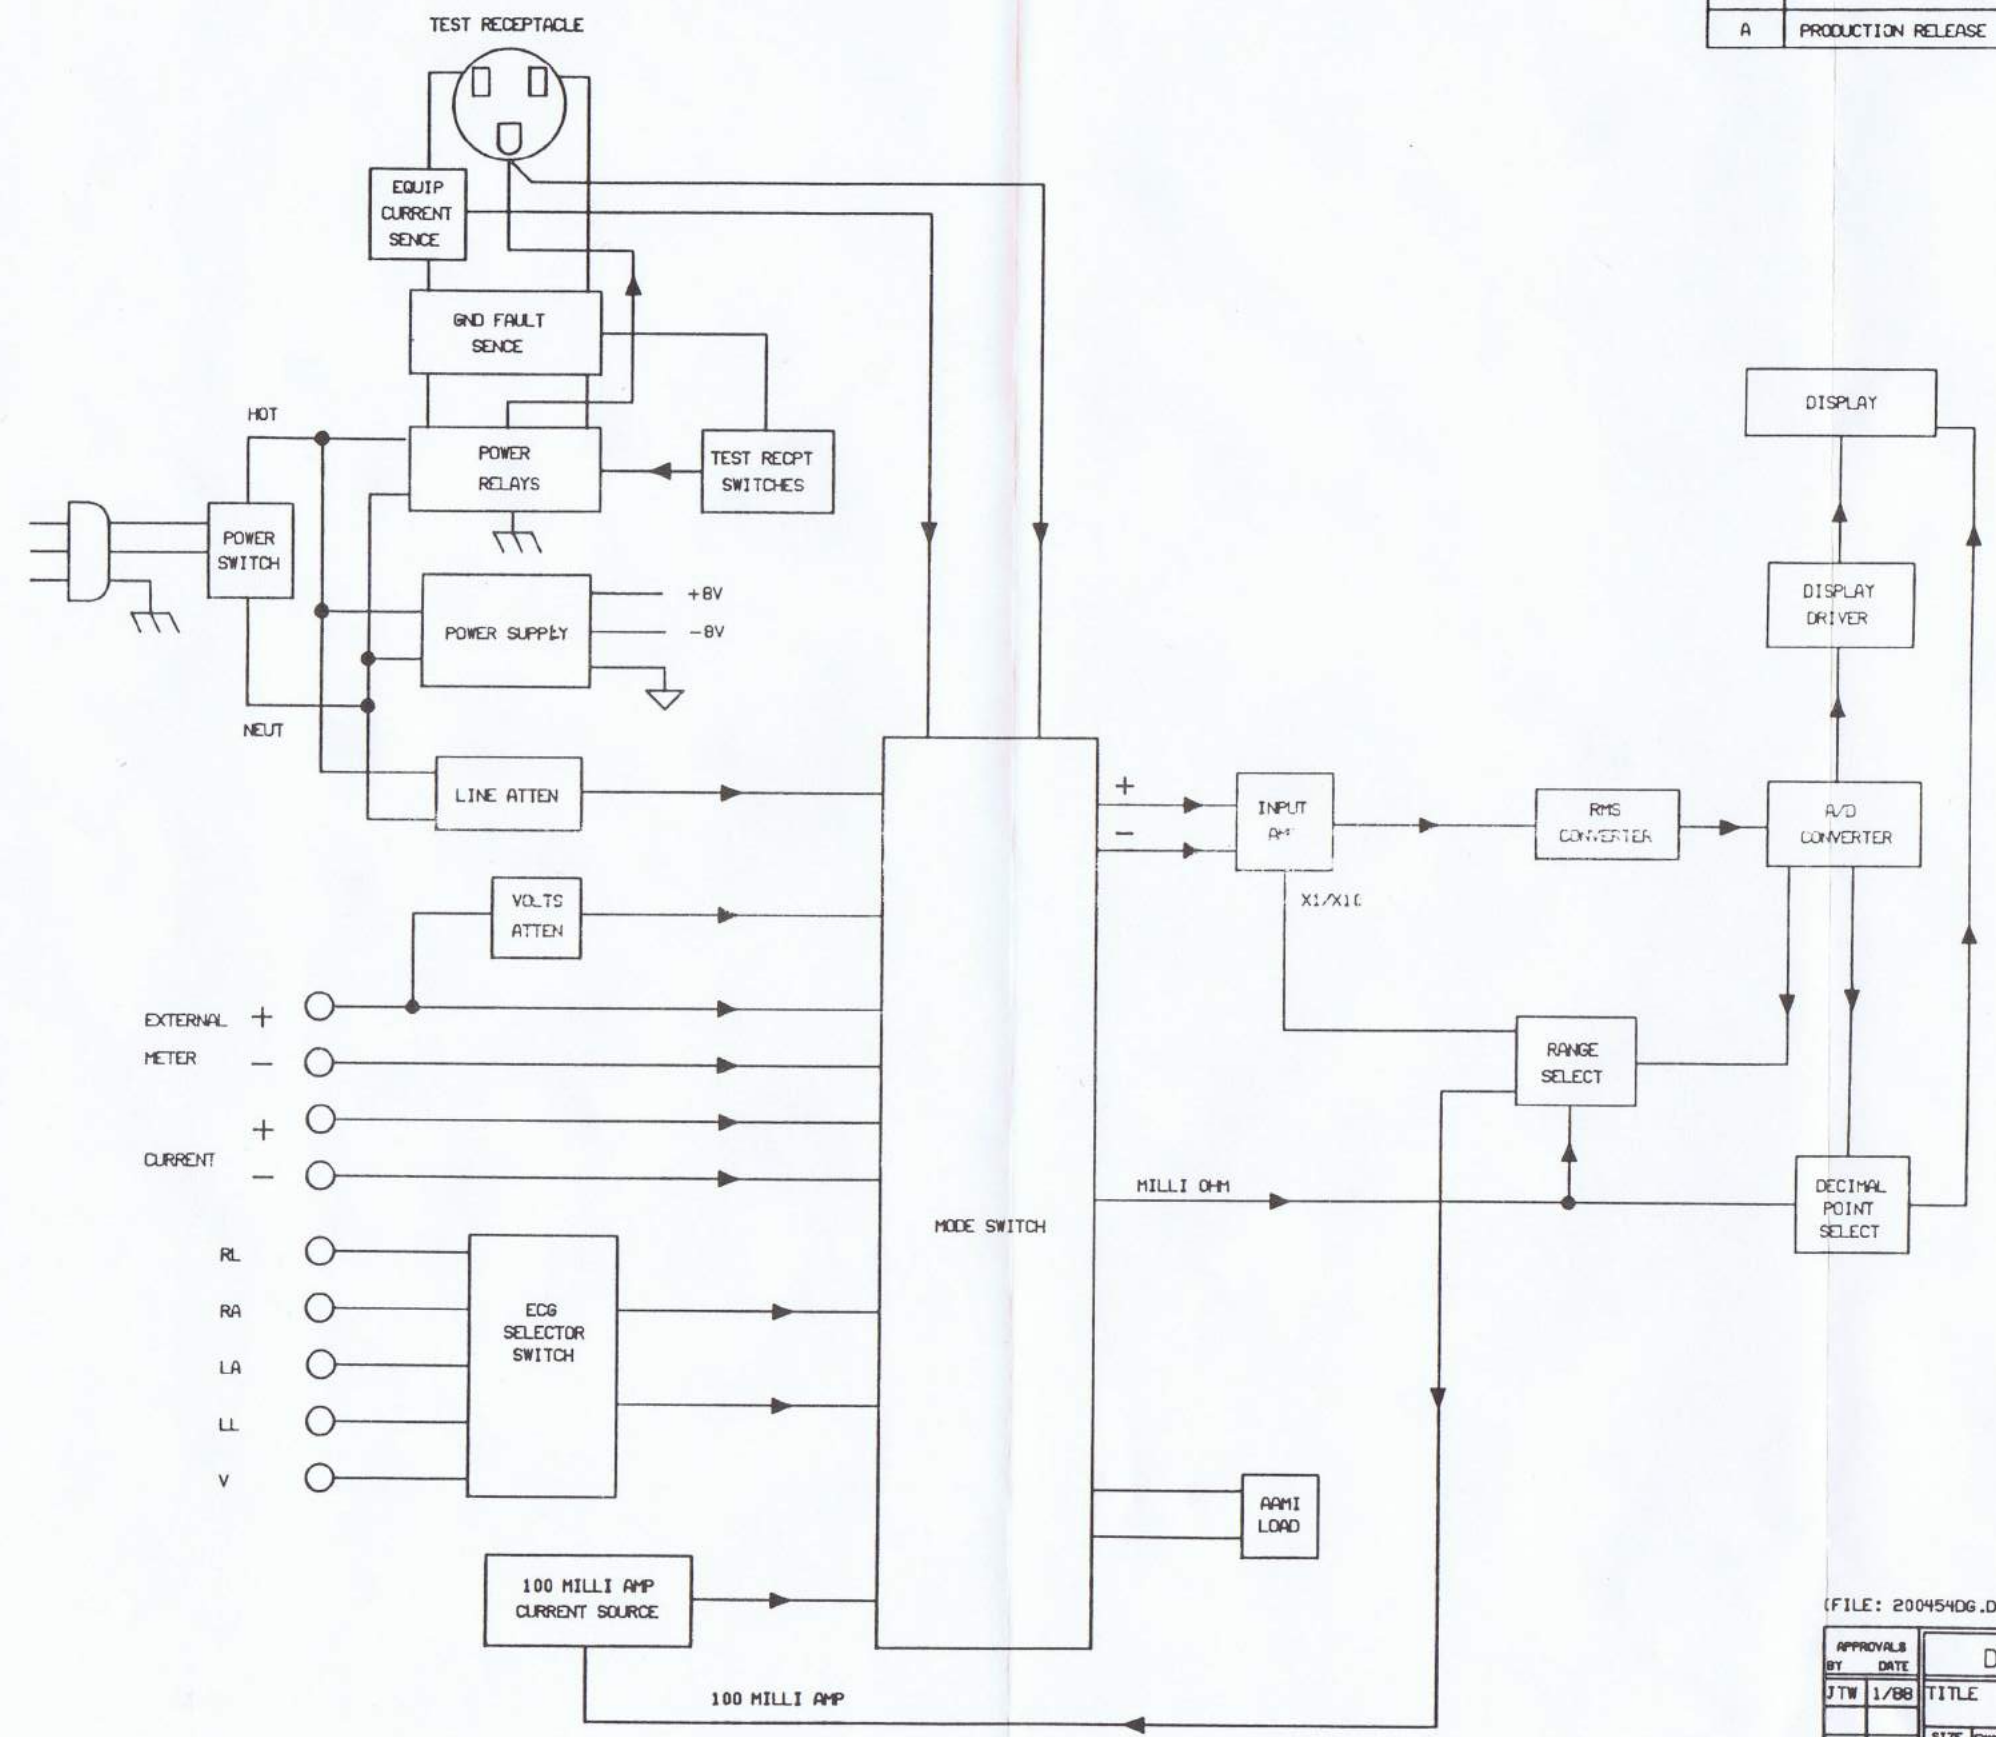 TEST RECEPTACLE
A PRODUCTION RELEASE
EQUIP
CURRENT
SENCE
GND FAULT
SENCE
HOT
POWER
RELAYS
TEST RECPT
SWITCHES
DISPLAY
POWER
SWITCH
DISPLAY
DRIVER
+8V
POWER SUPPLY
-8V
NEUT
LINE ATTEN
+
-
INPUT
RMS
CONVERTER
A/D
CONVERTER
VOLTS
ATTEN
EXTERNAL +
METER -
RANGE
SELECT
+
CURRENT
-
MILLI OHM
DECIMAL
POINT
SELECT
MODE SWITCH
RL
RA
LA
LL
V
ECG
SELECTOR
SWITCH
AAMI
LOAD
100 MILLI AMP
CURRENT SOURCE
100 MILLI AMP
(FILE: 200454DG.D
APPROVALS
BY DATE
D
JTW 1/88 TITLE